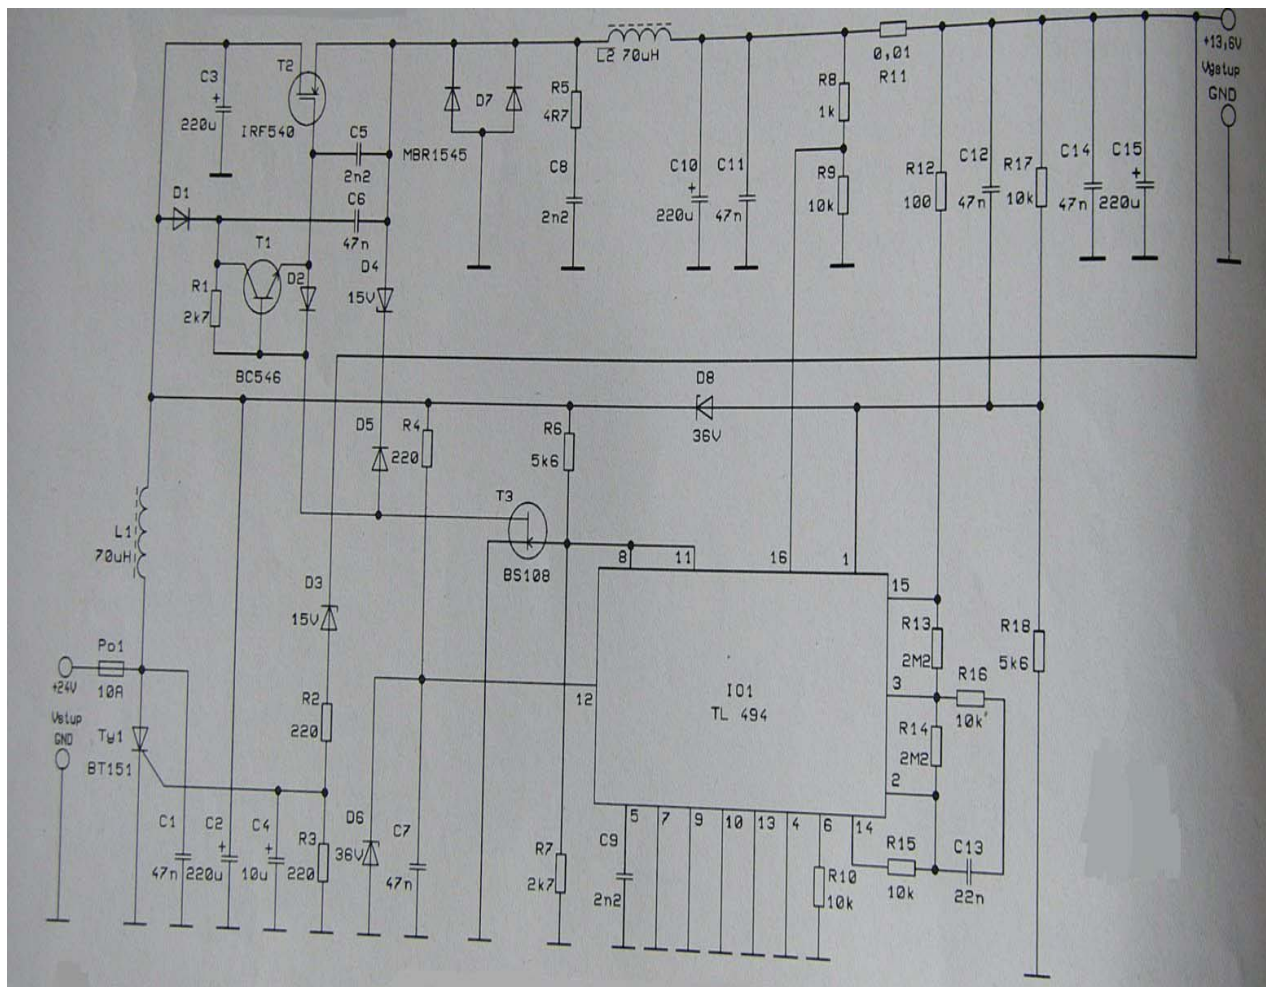 L2 70uH
0,01
R11
+13,6V
Vystup
GND
C3
+
220u
T2
IRF540
C5
2n2
MBR1545
D7
R5
4R7
C8
2n2
C10
+
220u
C11
47n
R8
1k
R9
10k
R12
100
C12
47n
R17
10k
C14
47n
C15
+
220u
D1
C6
47n
T1
D2
D4
15V
R1
2k7
BC546
D8
36V
D5
R4
220
R6
5k6
T3
BS108
L1
70uH
D3
15V
8
11
16
1
15
R13
2M2
R18
5k6
Po1
10A
+24V
Vstup
GND
Ty1
BT151
R2
220
12
IO1
TL 494
3
R16
10k
R14
2M2
2
C1
47n
C2
+
220u
C4
+
10u
R3
220
D6
36V
C7
47n
R7
2k7
C9
2n2
5
7
9
10
13
4
6
14
R10
10k
R15
10k
C13
22n